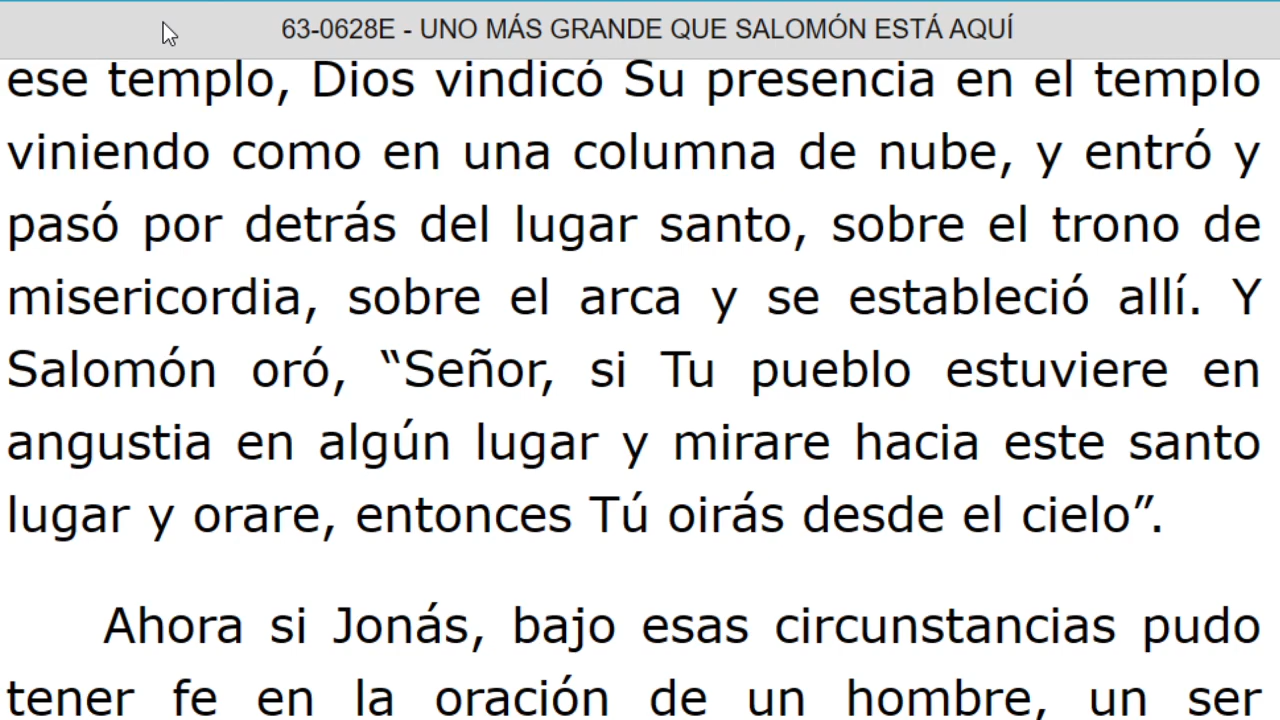 63-0628E - UNO MÁS GRANDE QUE SALOMÓN ESTÁ AQUÍ
ese templo, Dios vindicó Su presencia en el templo
viniendo como en una columna de nube, y entró y
pasó por detrás del lugar santo, sobre el trono de
misericordia, sobre el arca y se estableció allí. Y
Salomón oró, “Señor, si Tu pueblo estuviere en
angustia en algún lugar y mirare hacia este santo
lugar y orare, entonces Tú oirás desde el cielo”.
Ahora si Jonás, bajo esas circunstancias pudo
tener fe en la oración de un hombre, un ser